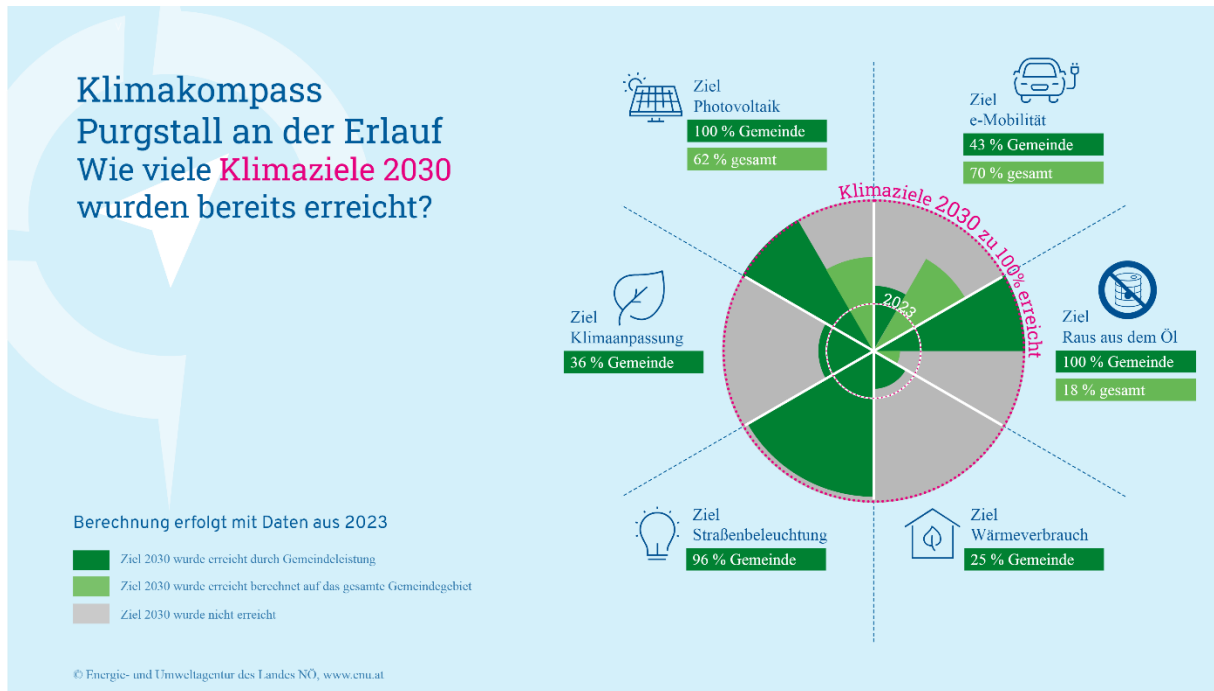 Klimakompass
Purgstall an der Erlauf
Wie viele Klimaziele 2030
wurden bereits erreicht?
Ziel
Photovoltaik
100 % Gemeinde
62 % gesamt
Ziel
e-Mobilität
43 % Gemeinde
70 % gesamt
Klimaziele 2030 zu 100% erreicht
2023
Ziel
Klimaanpassung
36 % Gemeinde
Ziel
Raus aus dem Öl
100 % Gemeinde
18 % gesamt
Ziel
Straßenbeleuchtung
96 % Gemeinde
Ziel
Wärmeverbrauch
25 % Gemeinde
Berechnung erfolgt mit Daten aus 2023
Ziel 2030 wurde erreicht durch Gemeindeleistung
Ziel 2030 wurde erreicht berechnet auf das gesamte Gemeindegebiet
Ziel 2030 wurde nicht erreicht
© Energie- und Umweltagentur des Landes NÖ, www.enu.at